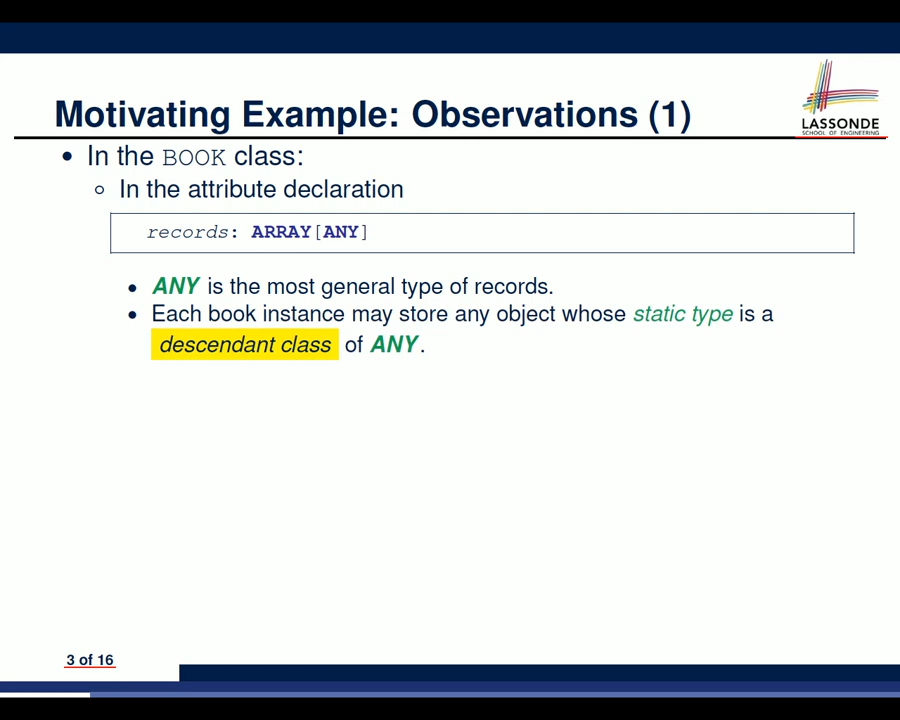 Motivating Example: Observations (1)
LASSONDE
SCHOOL OF ENGINEERING
• In the BOOK class:
○ In the attribute declaration
records: ARRAY[ANY]
• ANY is the most general type of records.
• Each book instance may store any object whose static type is a
descendant class of ANY.
3 of 16